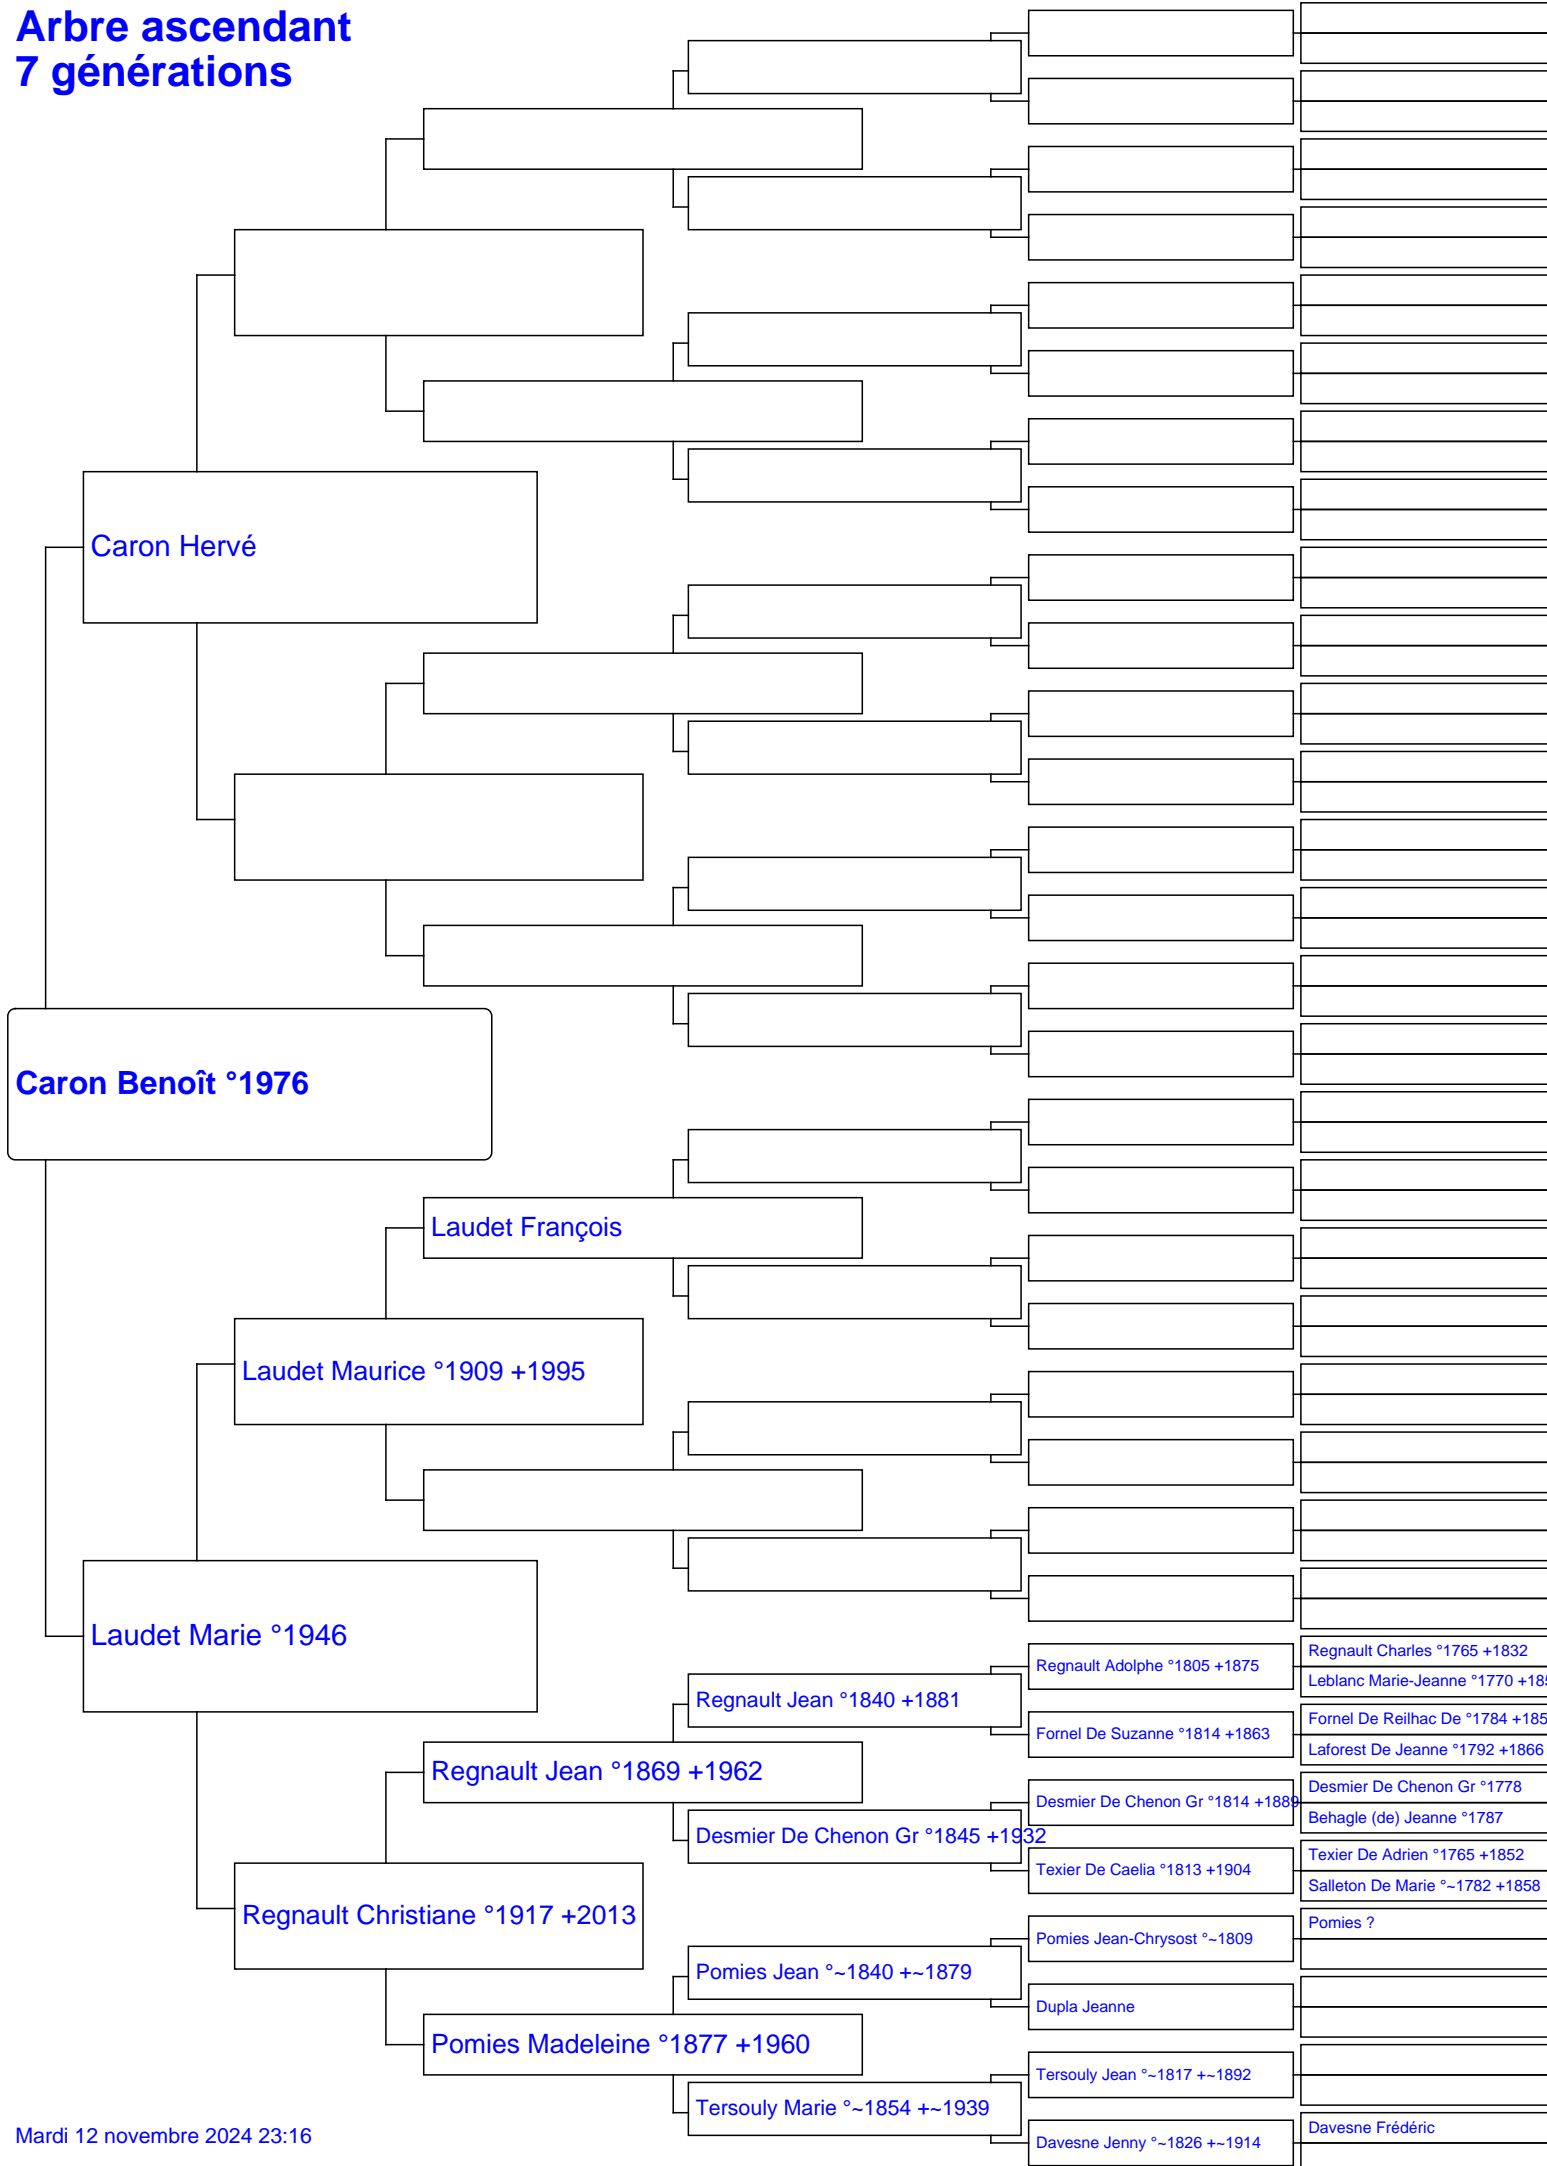 Arbre ascendant
7 générations
Caron Hervé
Caron Benoît °1976
Laudet François
Laudet Maurice °1909 +1995
Laudet Marie °1946
Regnault Charles °1765 +1832
Regnault Adolphe °1805 +1875
Leblanc Marie-Jeanne °1770 +185
Regnault Jean °1840 +1881
Fornel De Reilhac De °1784 +185
Fornel De Suzanne °1814 +1863
Laforest De Jeanne °1792 +1866
Regnault Jean °1869 +1962
Desmier De Chenon Gr °1778
Desmier De Chenon Gr °1814 +1889
Behagle (de) Jeanne °1787
Desmier De Chenon Gr °1845 +1932
Texier De Adrien °1765 +1852
Texier De Caelia °1813 +1904
Salleton De Marie °~1782 +1858
Regnault Christiane °1917 +2013
Pomies ?
Pomies Jean-Chrysost °~1809
Pomies Jean °~1840 +~1879
Dupla Jeanne
Pomies Madeleine °1877 +1960
Tersouly Jean °~1817 +~1892
Tersouly Marie °~1854 +~1939
Davesne Frédéric
Davesne Jenny °~1826 +~1914
Mardi 12 novembre 2024 23:16